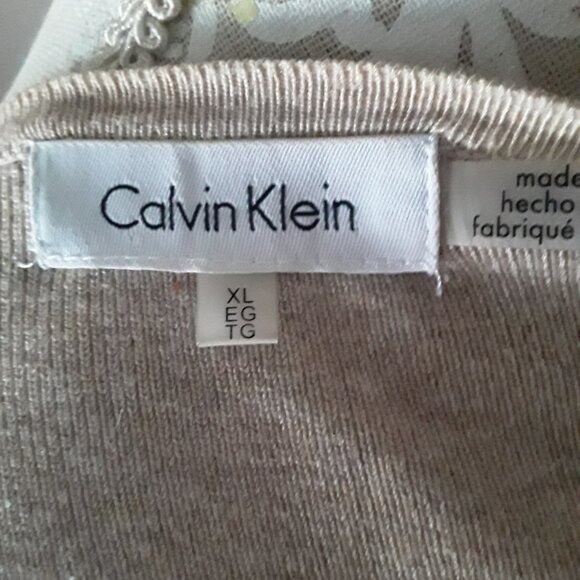 Calvin Klein
XL
EG
TG
made
hecho
fabriqué